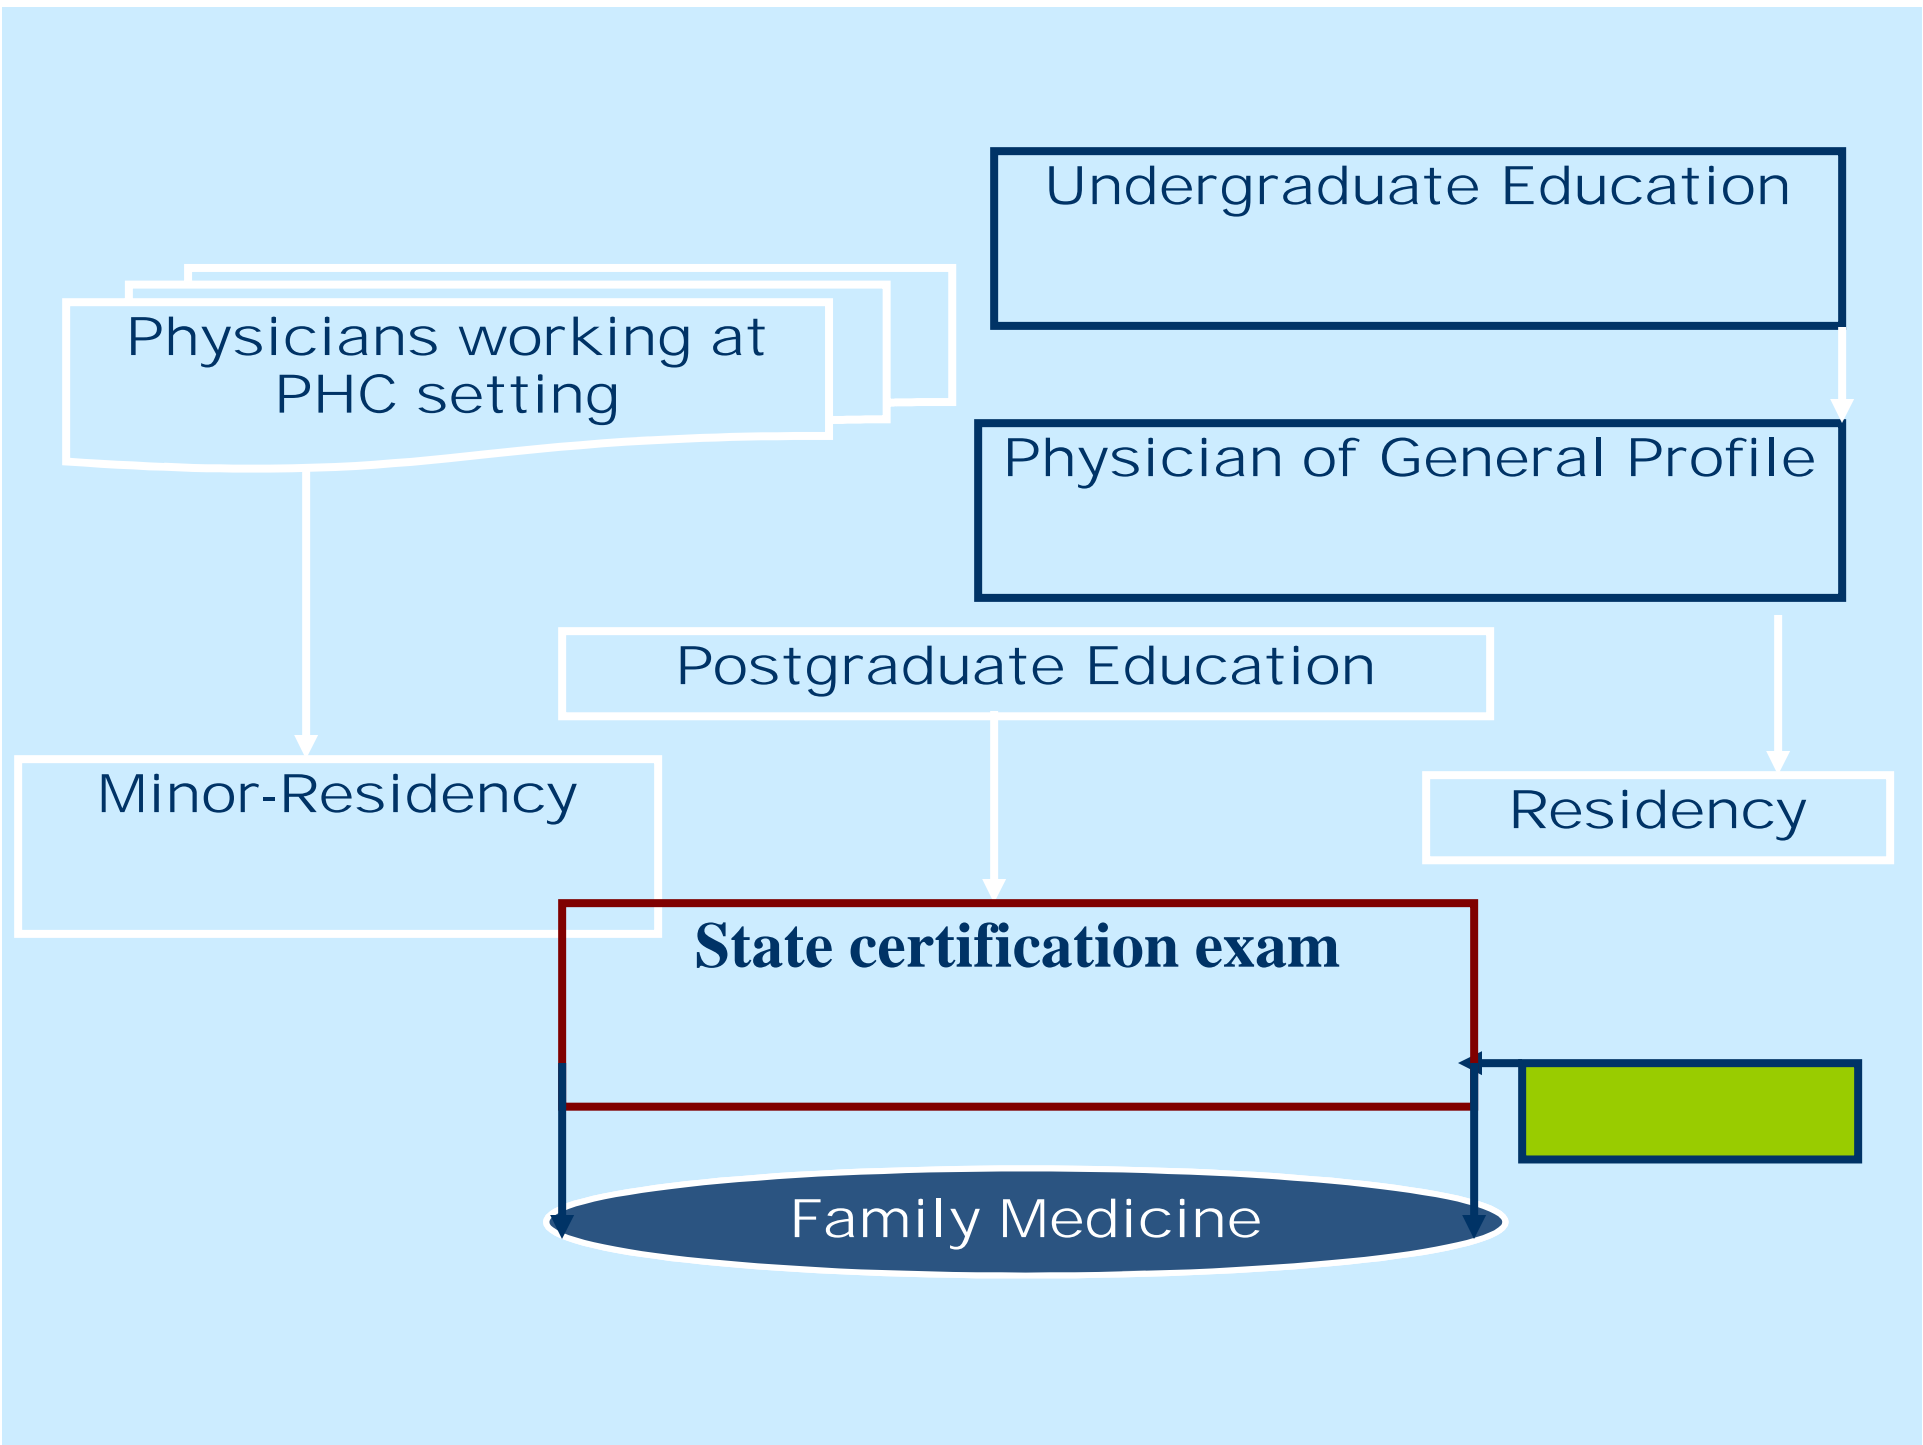 Undergraduate Education
Physicians working at
PHC setting
Physician of General Profile
Postgraduate Education
Minor-Residency
Residency
State certification exam
Family Medicine